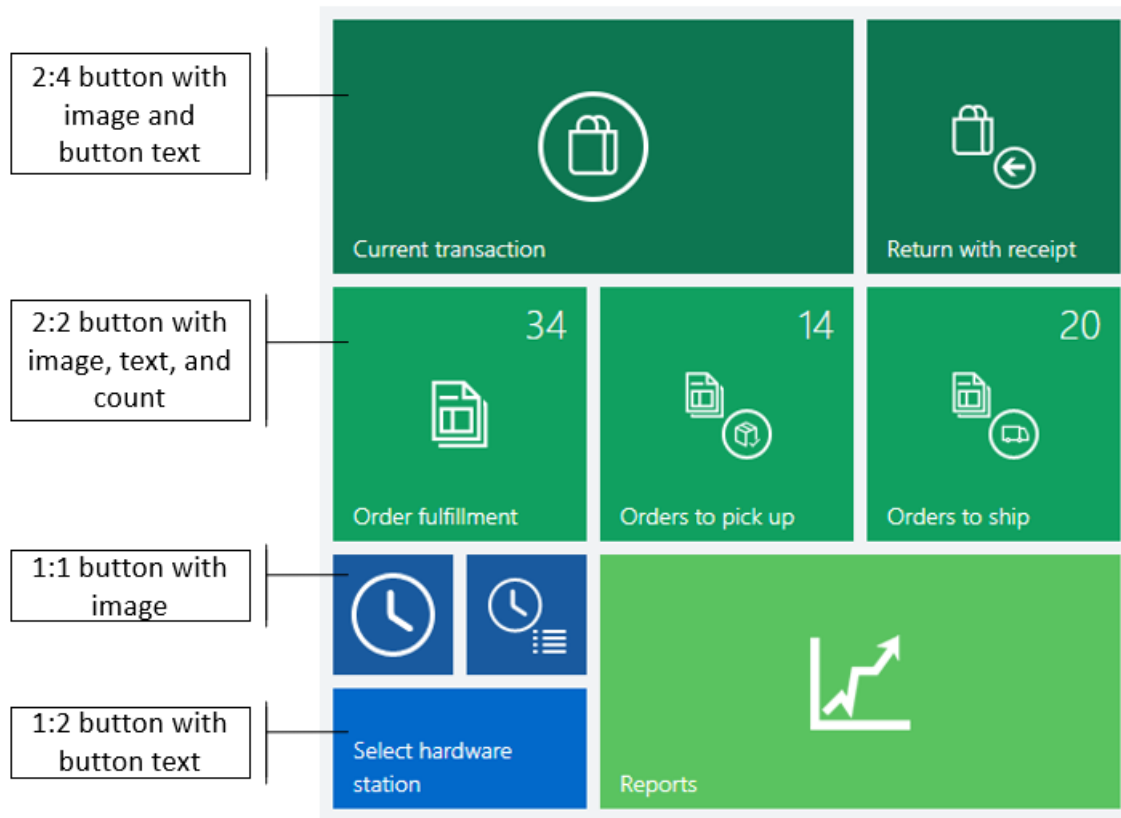 2:4 button with
image and
button text
Current transaction
Return with receipt
2:2 button with
image, text, and
count
34
14
20
Order fulfillment
Orders to pick up
Orders to ship
1:1 button with
image
1:2 button with
button text
Select hardware
station
Reports